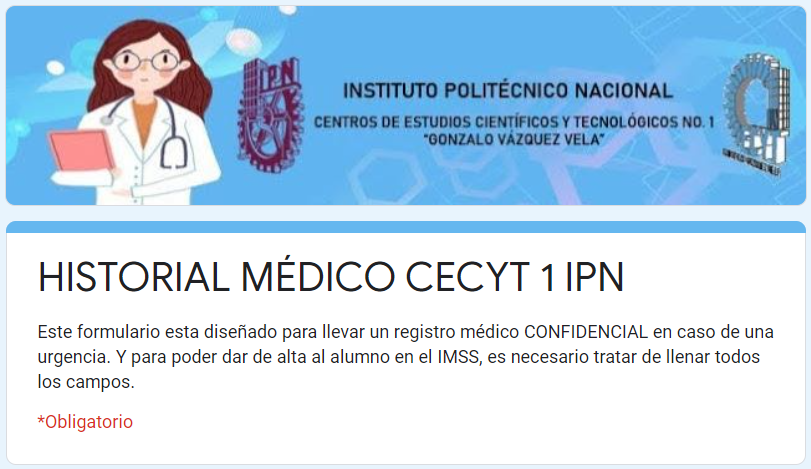 IPN
INSTITUTO POLITÉCNICO NACIONAL
CENTROS DE ESTUDIOS CIENTÍFICOS Y TECNOLÓGICOS NO. 1
"GONZALO VÁZQUEZ VELA"
HISTORIAL MÉDICO CECYT 1 IPN
Este formulario esta diseñado para llevar un registro médico CONFIDENCIAL en caso de una
urgencia. Y para poder dar de alta al alumno en el IMSS, es necesario tratar de llenar todos
los campos.
*Obligatorio